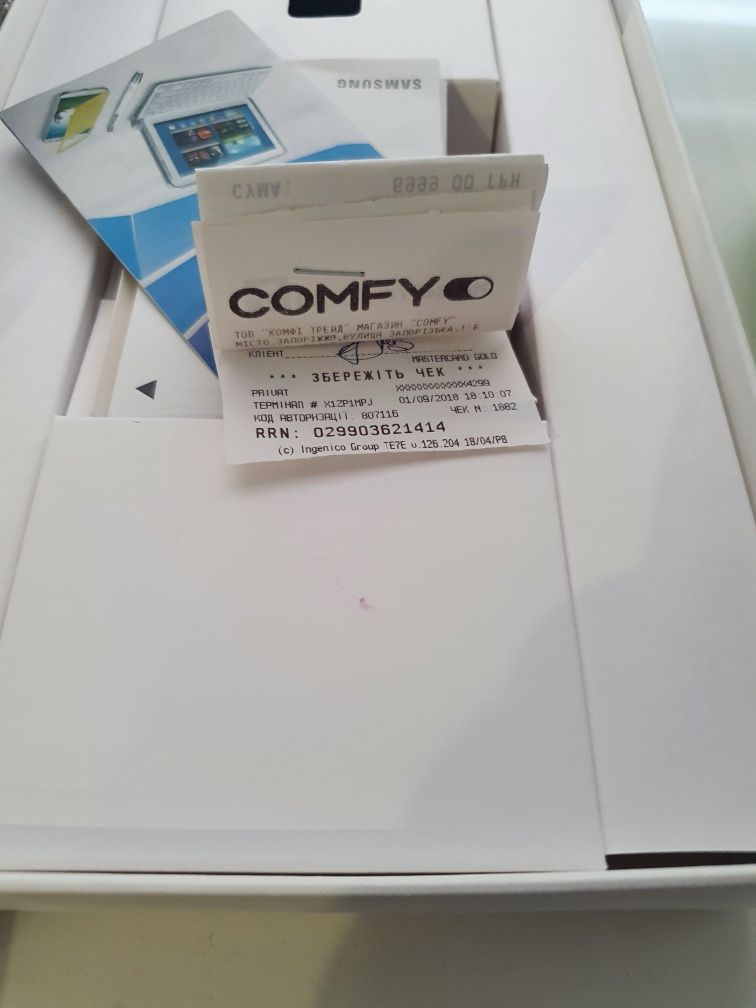 SAMSUNG
СУМА: 6999 00 ГРН
COMFY
ТОВ "КОМФІ ТРЕЙД" МАГАЗИН "COMFY"
МІСТО ЗАПОРІЖЖЯ,ВУЛИЦЯ ЗАПОРІЗЬКА,1-Б
КЛІЄНТ
MASTERCARD GOLD
*** ЗБЕРЕЖІТЬ ЧЕК ***
PRIVAT XXXXXXXXXXXX4299
ТЕРМІНАЛ # X1ZP1MPJ 01/09/2018 18:10:07
КОД АВТОРИЗАЦІЇ: 807116 ЧЕК N: 1882
RRN: 029903621414
(c) Ingenico Group TE7E v.126.204 18/04/PB